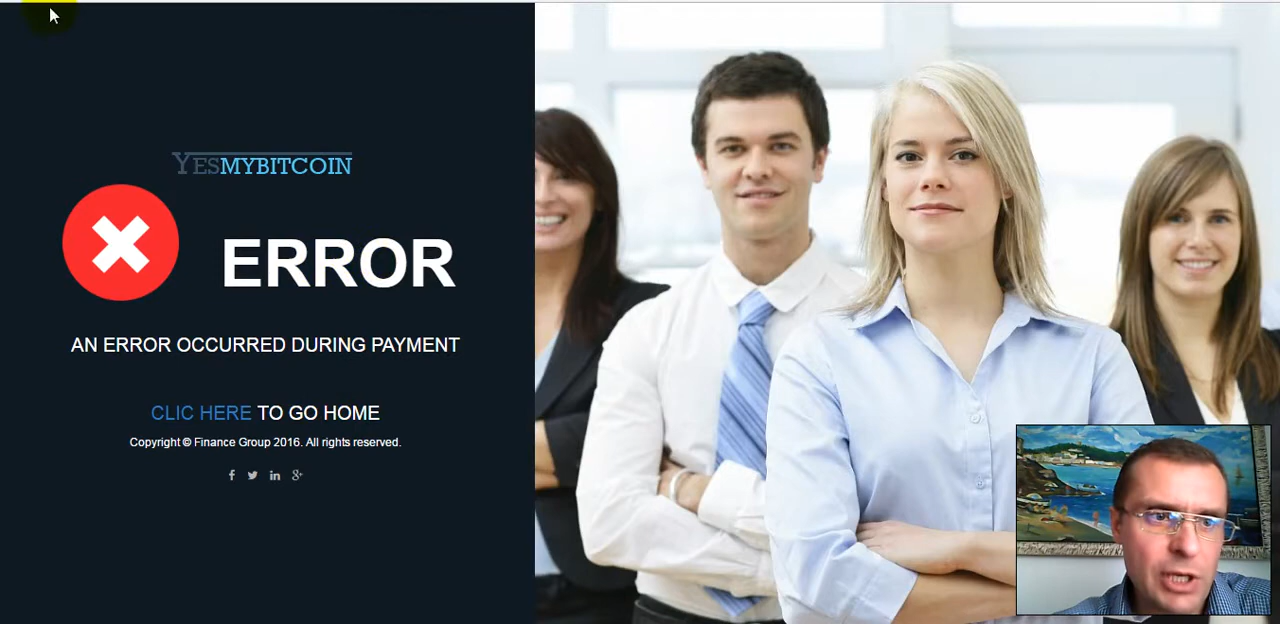 YESMYBITCOIN
ERROR
AN ERROR OCCURRED DURING PAYMENT
CLIC HERE TO GO HOME
Copyright © Finance Group 2016. All rights reserved.